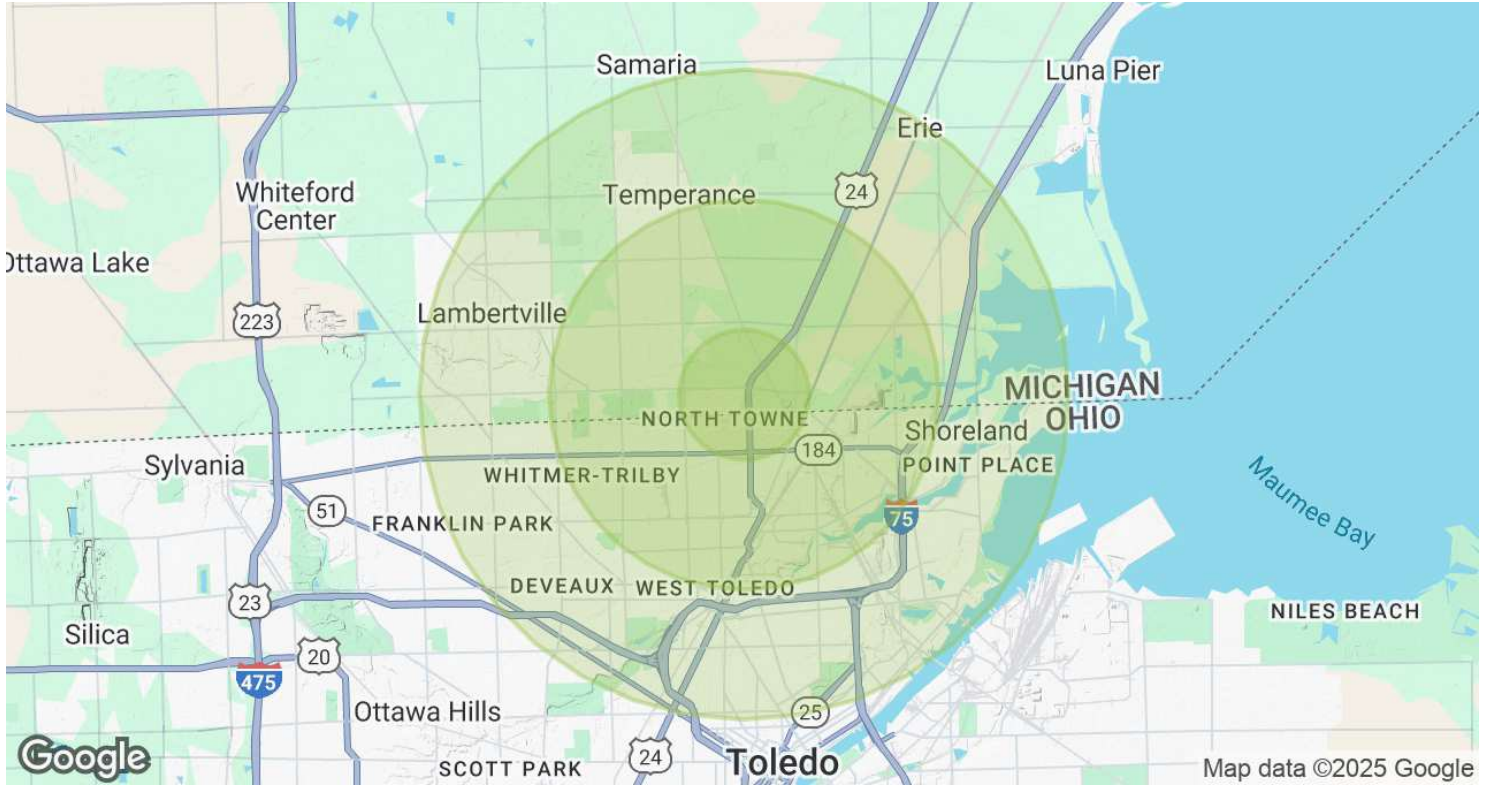 Samaria
Luna Pier
Erie
Whiteford
Center
Temperance
24
Ottawa Lake
Lambertville
223
MICHIGAN
OHIO
NORTH TOWNE
Shoreland
184
Sylvania
WHITMER-TRILBY
POINT PLACE
51
FRANKLIN PARK
75
Maumee Bay
DEVEAUX
WEST TOLEDO
23
NILES BEACH
Silica
20
475
Ottawa Hills
25
24
Toledo
SCOTT PARK
Google
Map data ©2025 Google